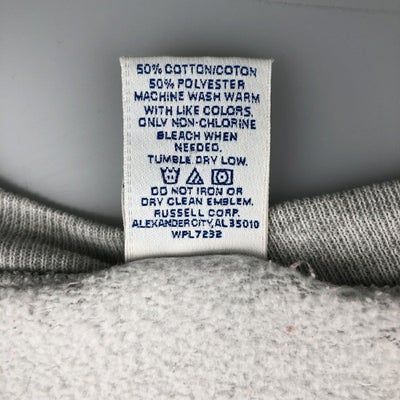 50% COTTON/COTON
50% POLYESTER
MACHINE WASH WARM
WITH LIKE COLORS.
ONLY NON-CHLORINE
BLEACH WHEN
NEEDED.
TUMBLE DRY LOW.
DO NOT IRON OR
DRY CLEAN EMBLEM.
RUSSELL CORP.
ALEXANDER CITY, AL 35010
WPL7232